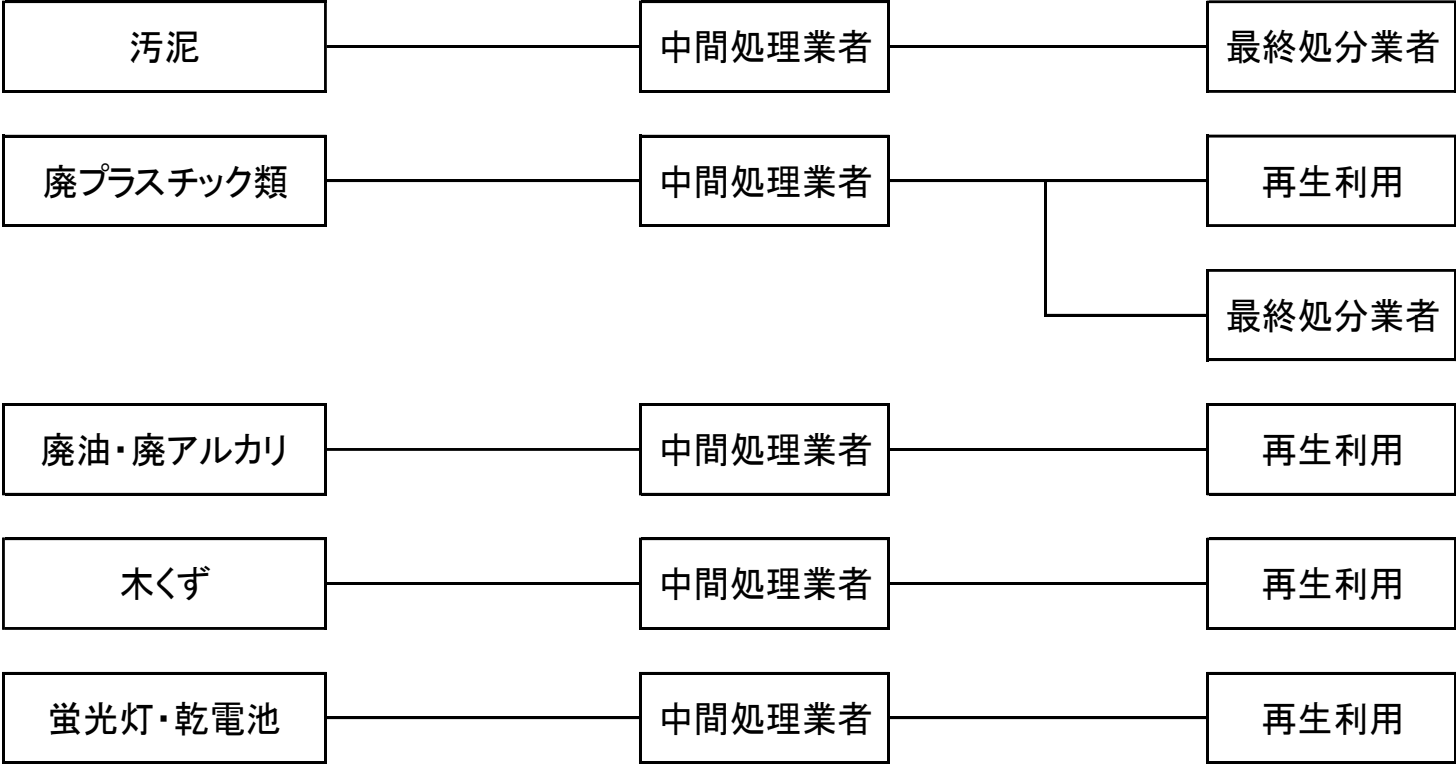 汚泥
中間処理業者
最終処分業者
廃プラスチック類
中間処理業者
再生利用
最終処分業者
廃油・廃アルカリ
中間処理業者
再生利用
木くず
中間処理業者
再生利用
蛍光灯・乾電池
中間処理業者
再生利用